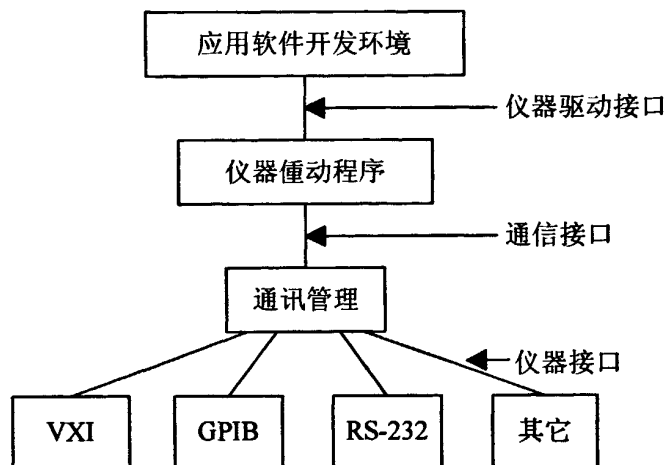 应用软件开发环境
仪器驱动接口
仪器偅动程序
通信接口
通讯管理
仪器接口
VXI
GPIB
RS-232
其它